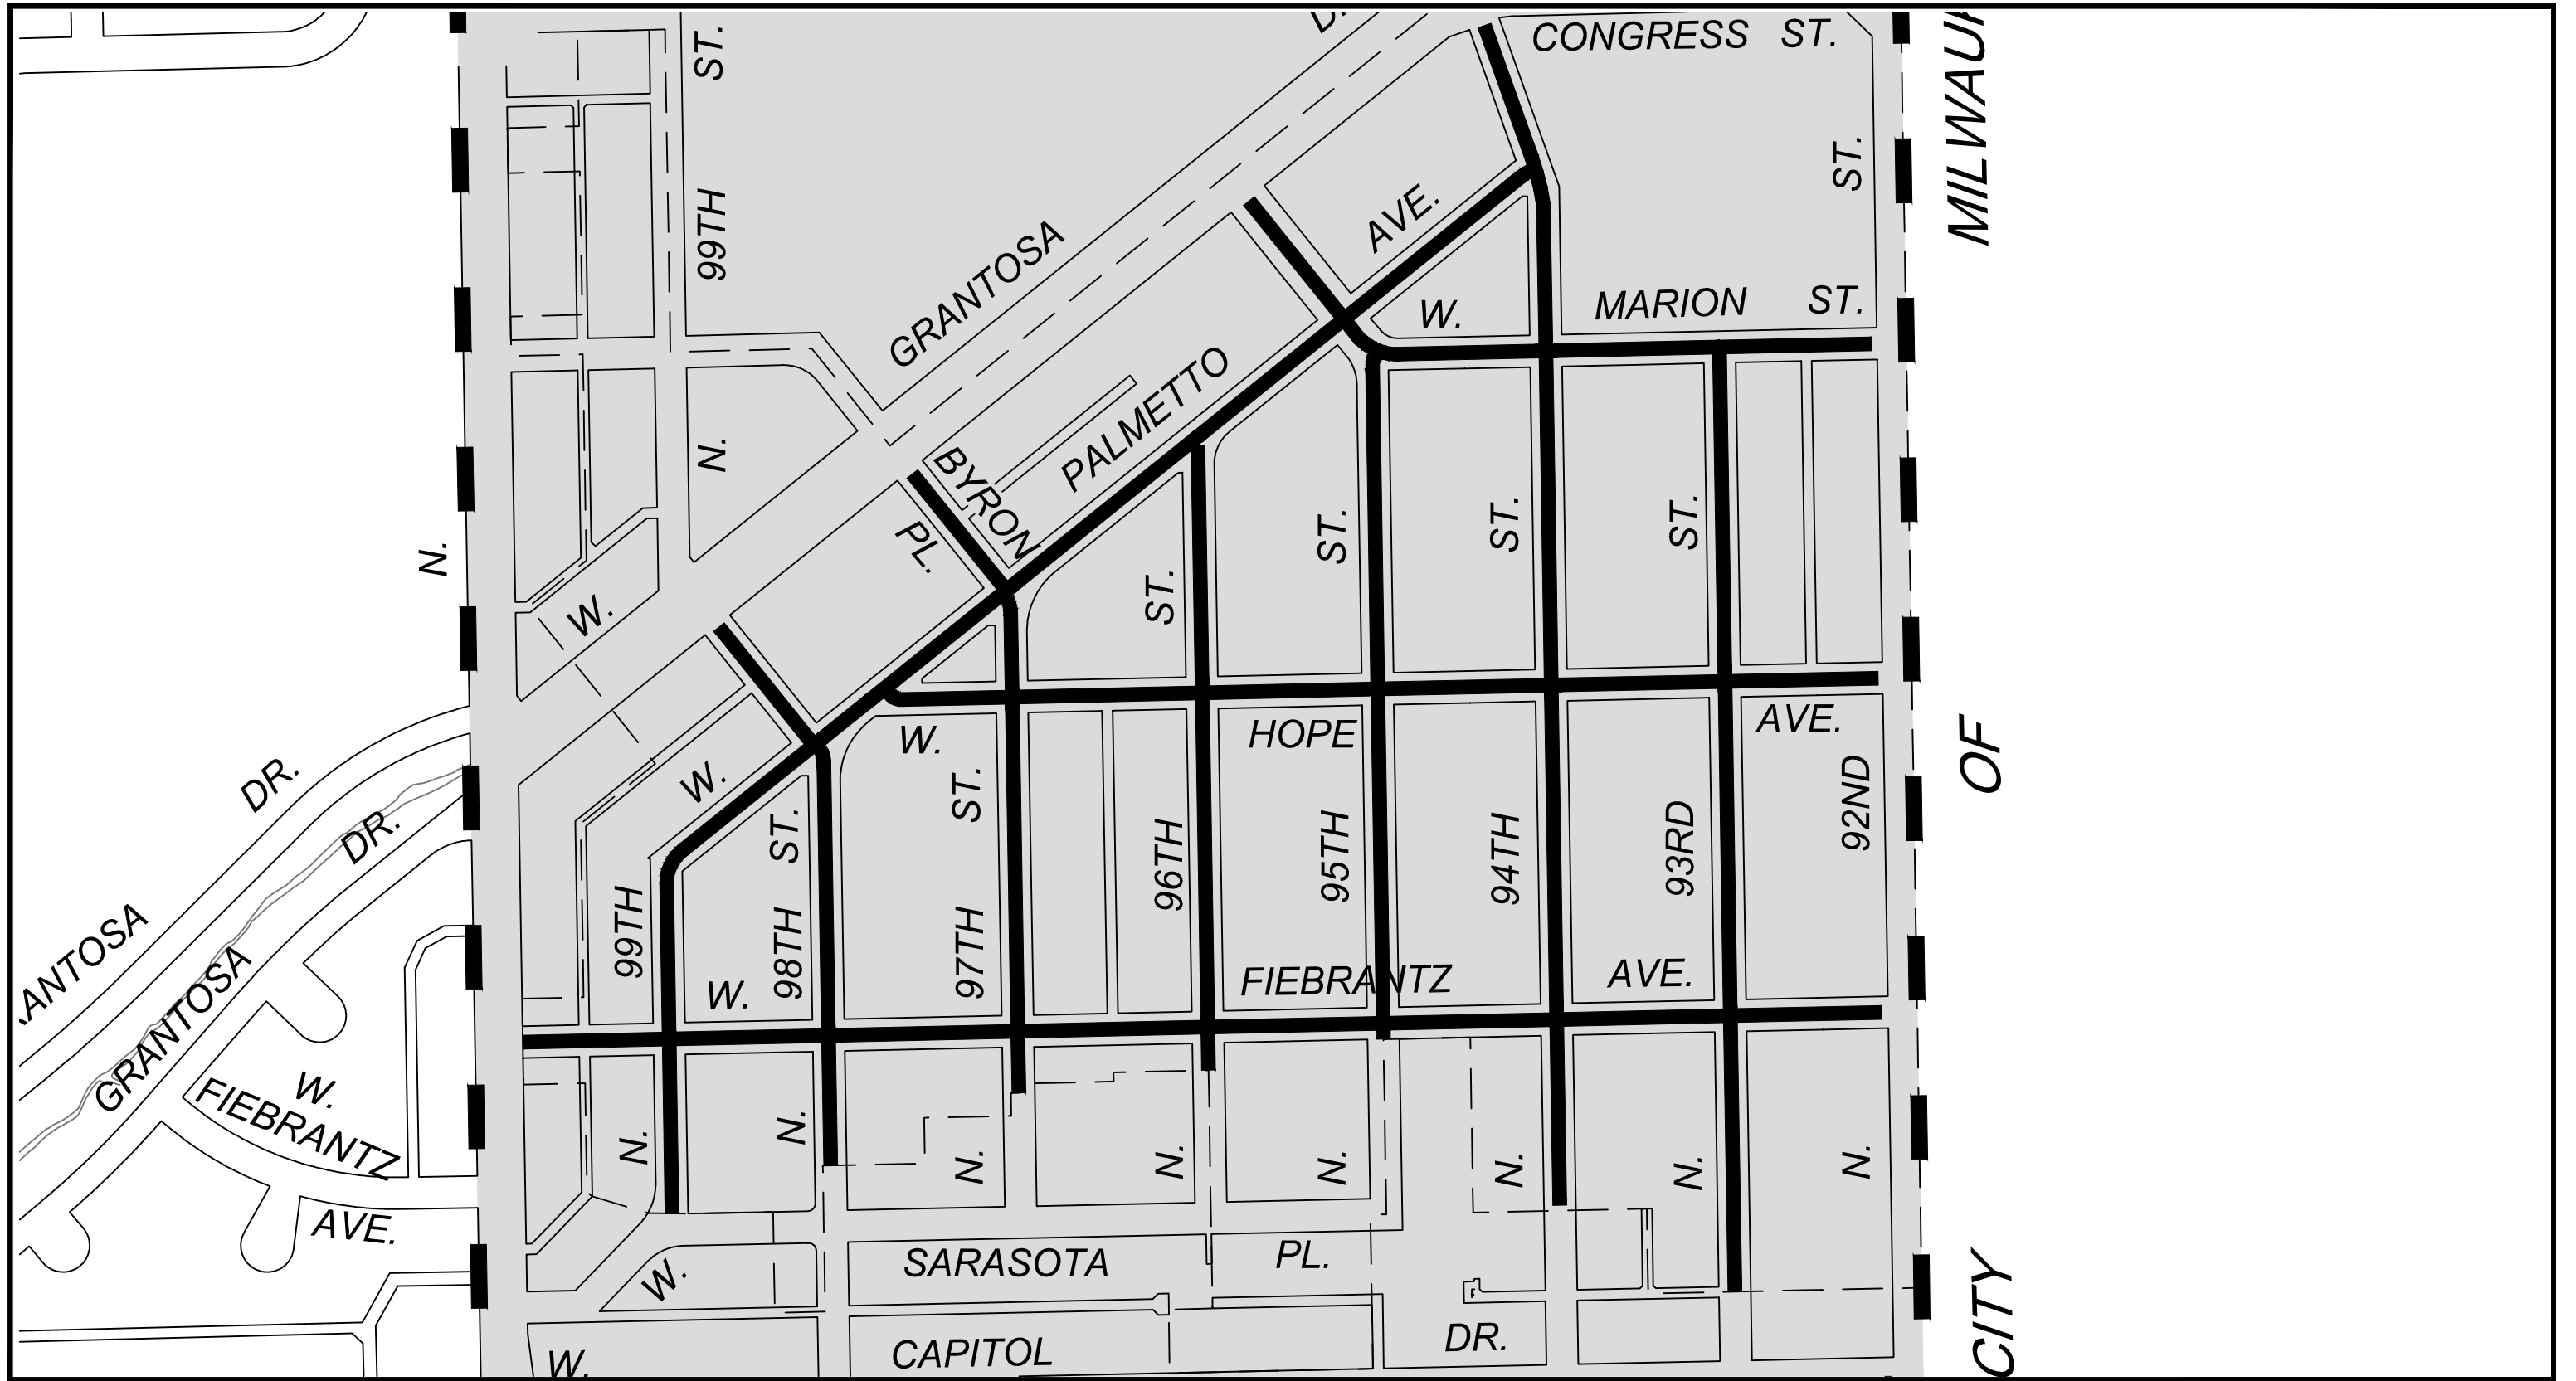 CONGRESS ST.
N. 99TH ST.
MILWAU
ST.
AVE.
GRANTOSA
W. MARION ST.
W. PALMETTO
BYRON
PL.
ST.
ST.
ST.
ST.
N.
W.
W. HOPE AVE.
DR.
DR.
ANTOSA
GRANTOSA
OF
99TH
98TH ST.
97TH ST.
96TH
95TH
94TH
93RD
92ND
W. FIEBRANTZ AVE.
W.
FIEBRANTZ
AVE.
N.
N.
N.
N.
N.
N.
N.
N.
W. SARASOTA PL.
W. CAPITOL DR.
CITY